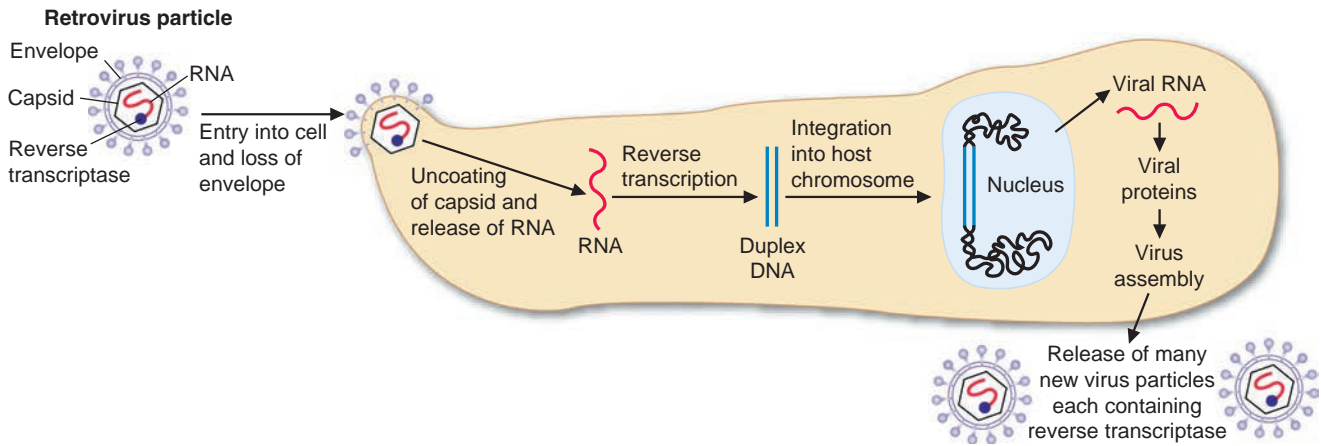 Retrovirus particle
Envelope
RNA
Capsid
Reverse
transcriptase
Entry into cell
and loss of
envelope
Uncoating
of capsid and
release of RNA
RNA
Reverse
transcription
Duplex
DNA
Integration
into host
chromosome
Nucleus
Viral RNA
Viral
proteins
Virus
assembly
Release of many
new virus particles
each containing
reverse transcriptase